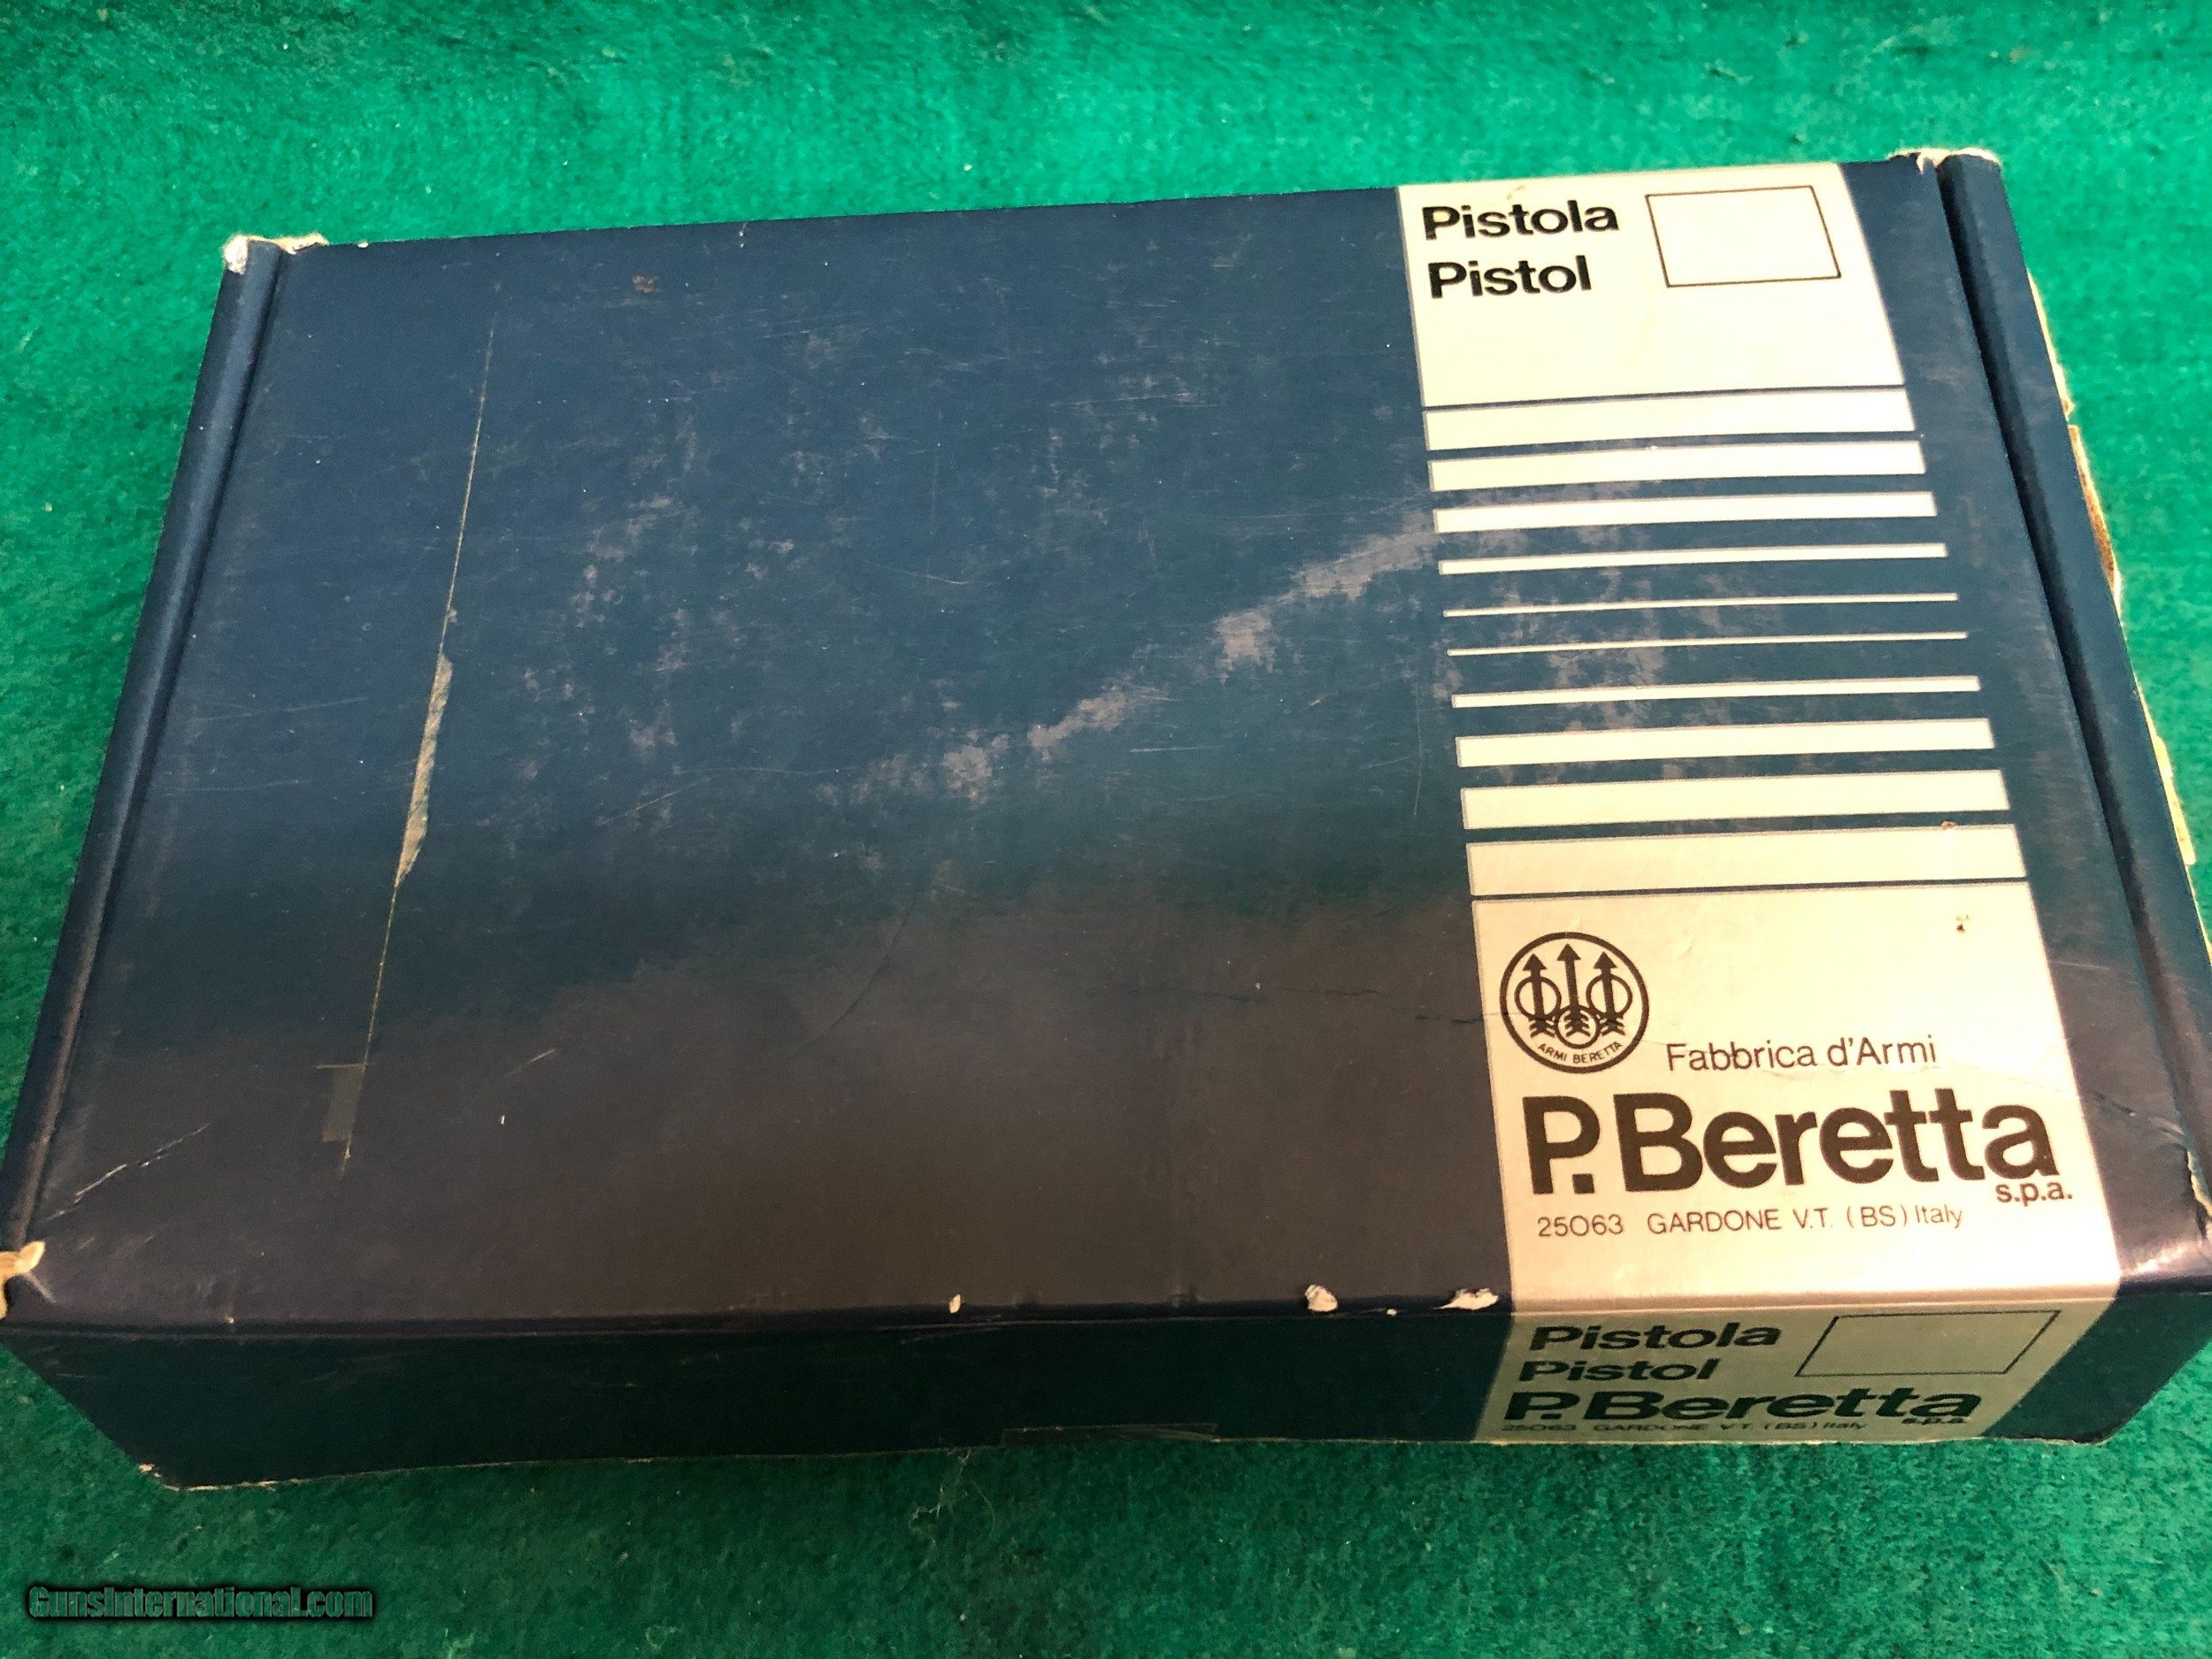 Pistola
Pistol
ARMI BERETTA
Fabbrica d'Armi
P.Beretta
s.p.a.
25063 GARDONE V.T. (BS) Italy
Pistola
Pistol
P.Beretta
s.p.a.
25063 GARDONE V.T. (BS) Italy
GunsInternational.com